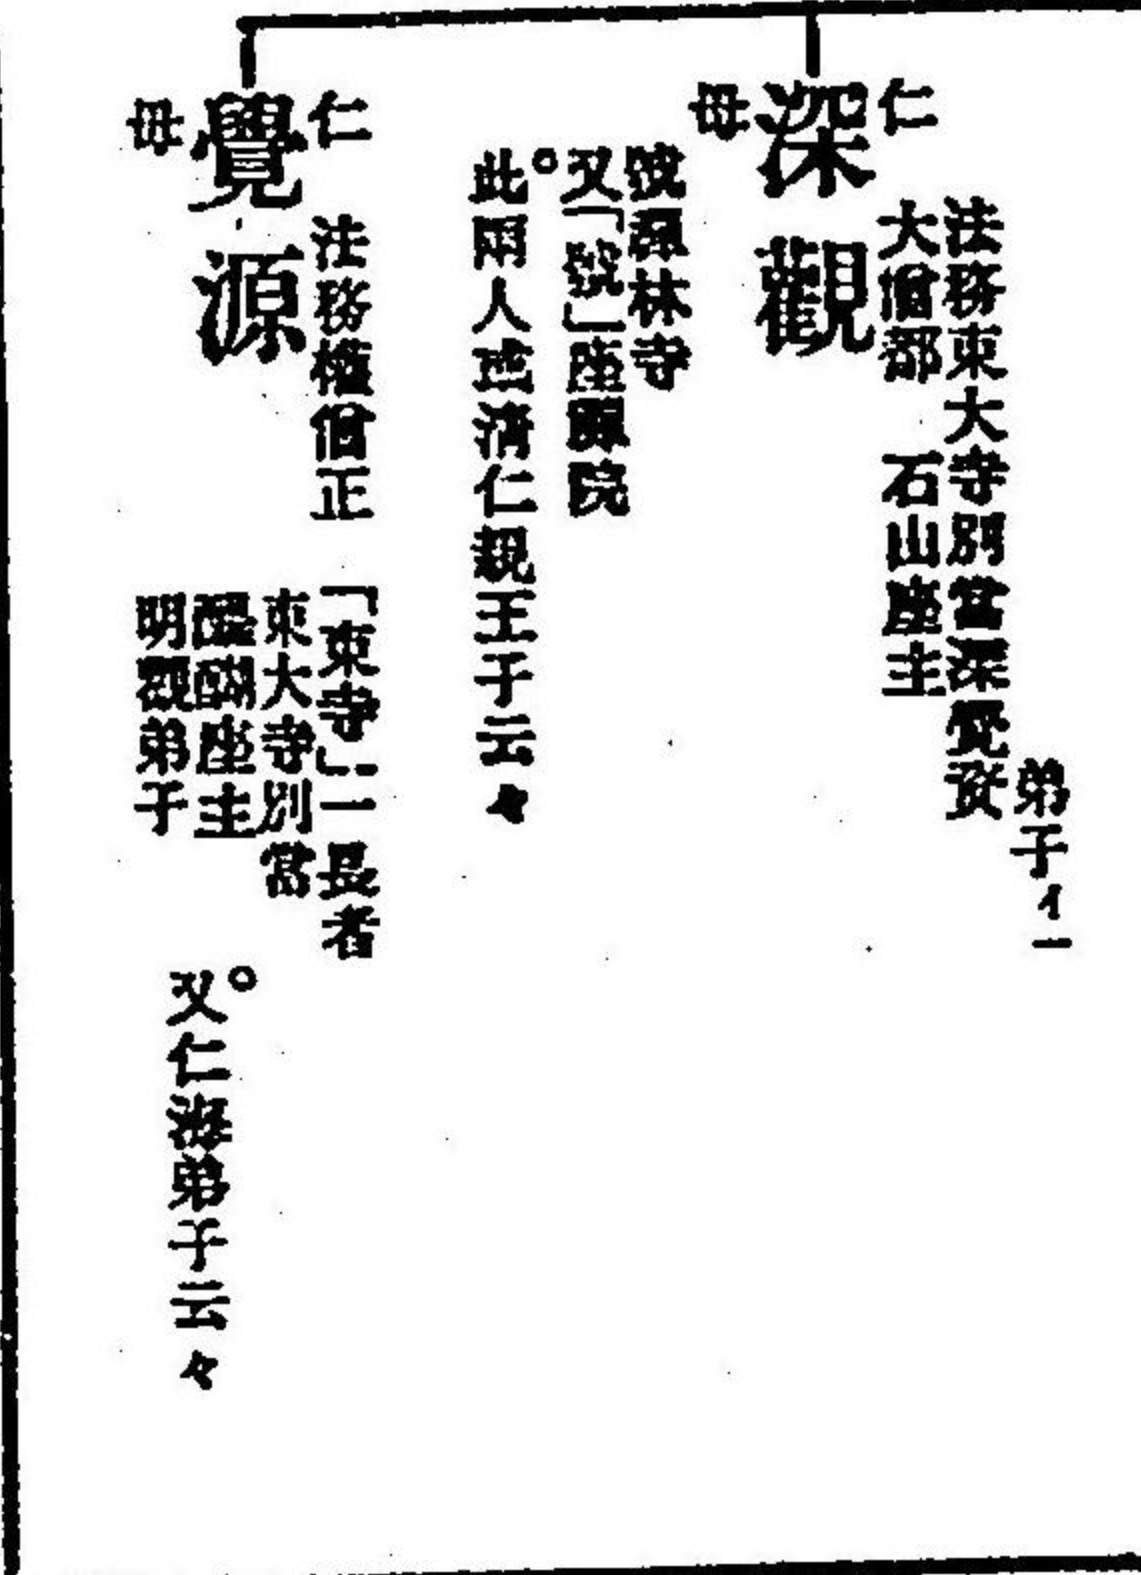 弟子イ一
法務東大寺別當深覺資
大僧都 石山座主
仁
深觀
母
號禪林寺
又「號」座禪院
此兩人或清仁親王子云々
仁
覺源
母
法務權僧正
「東寺」二一長者
東大寺別當
醍醐座主
明觀弟子
又仁海弟子云々